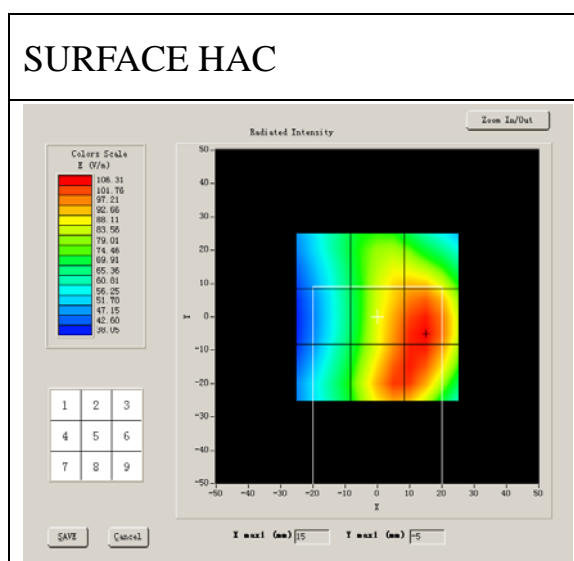 SURFACE HAC
Zoom In/Out
Radiated Intensity
Colors Scale
E (V/m)
106.31
101.76
97.21
92.66
88.11
83.56
79.01
74.46
69.91
65.36
60.81
56.25
51.70
47.15
42.60
38.05
50
40
30
20
10
Y 0
-10
-20
-30
-40
-50
-50 -40 -30 -20 -10 0 10 20 30 40 50
X
1 2 3
4 5 6
7 8 9
SAVE Cancel
X max1 (mm) 15 Y max1 (mm) -5